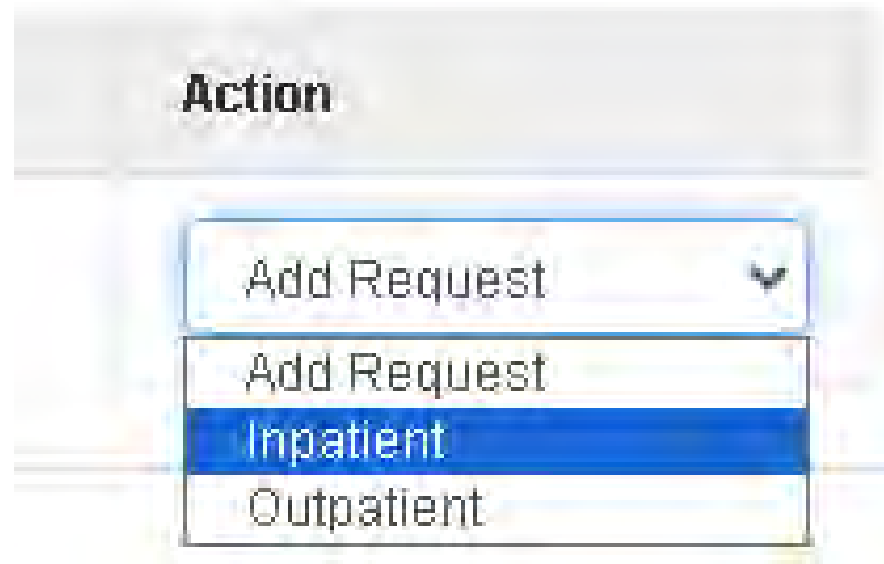 Action
Add Request
Add Request
Inpatient
Outpatient